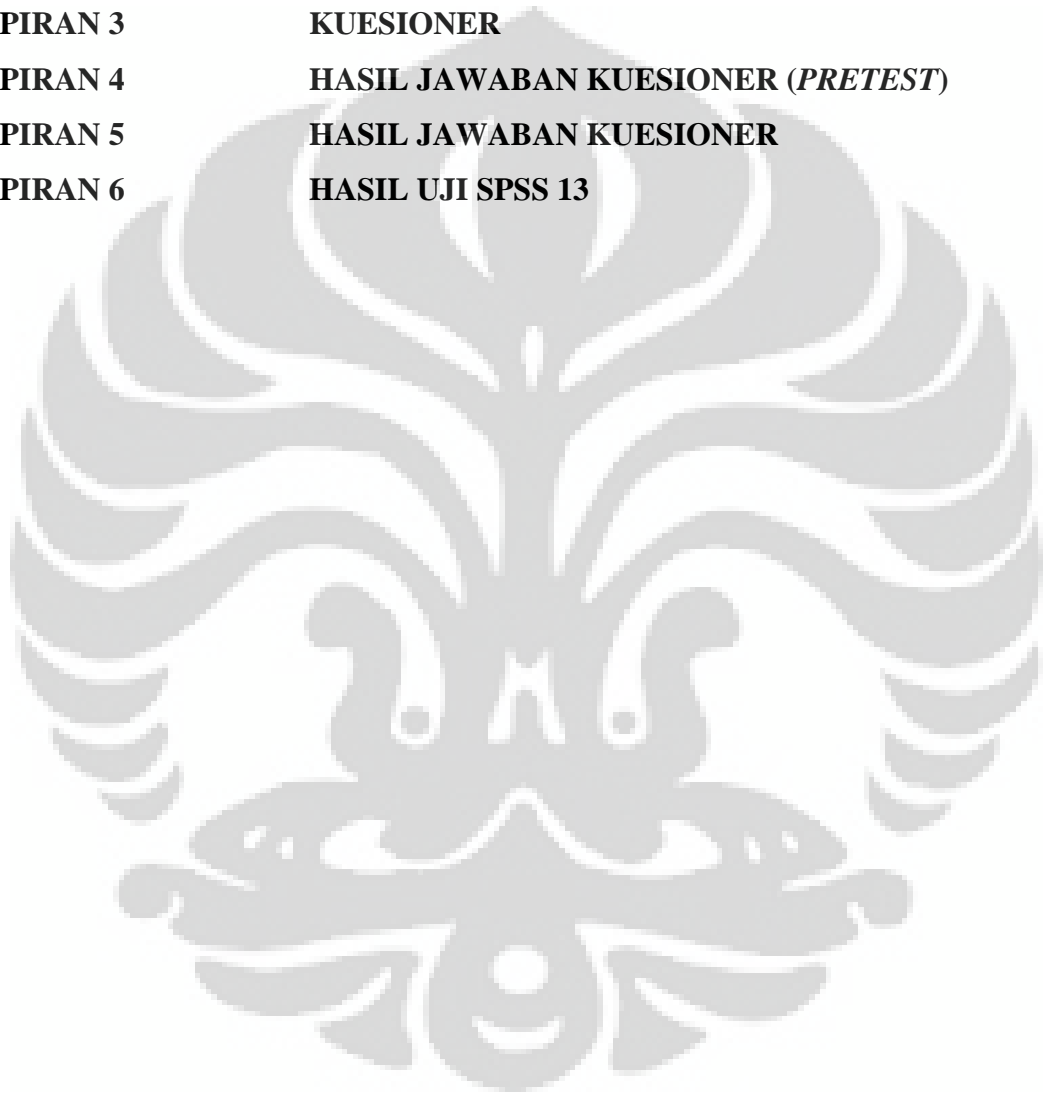 PIRAN 3 KUESIONER
PIRAN 4 HASIL JAWABAN KUESIONER (PRETEST)
PIRAN 5 HASIL JAWABAN KUESIONER
PIRAN 6 HASIL UJI SPSS 13